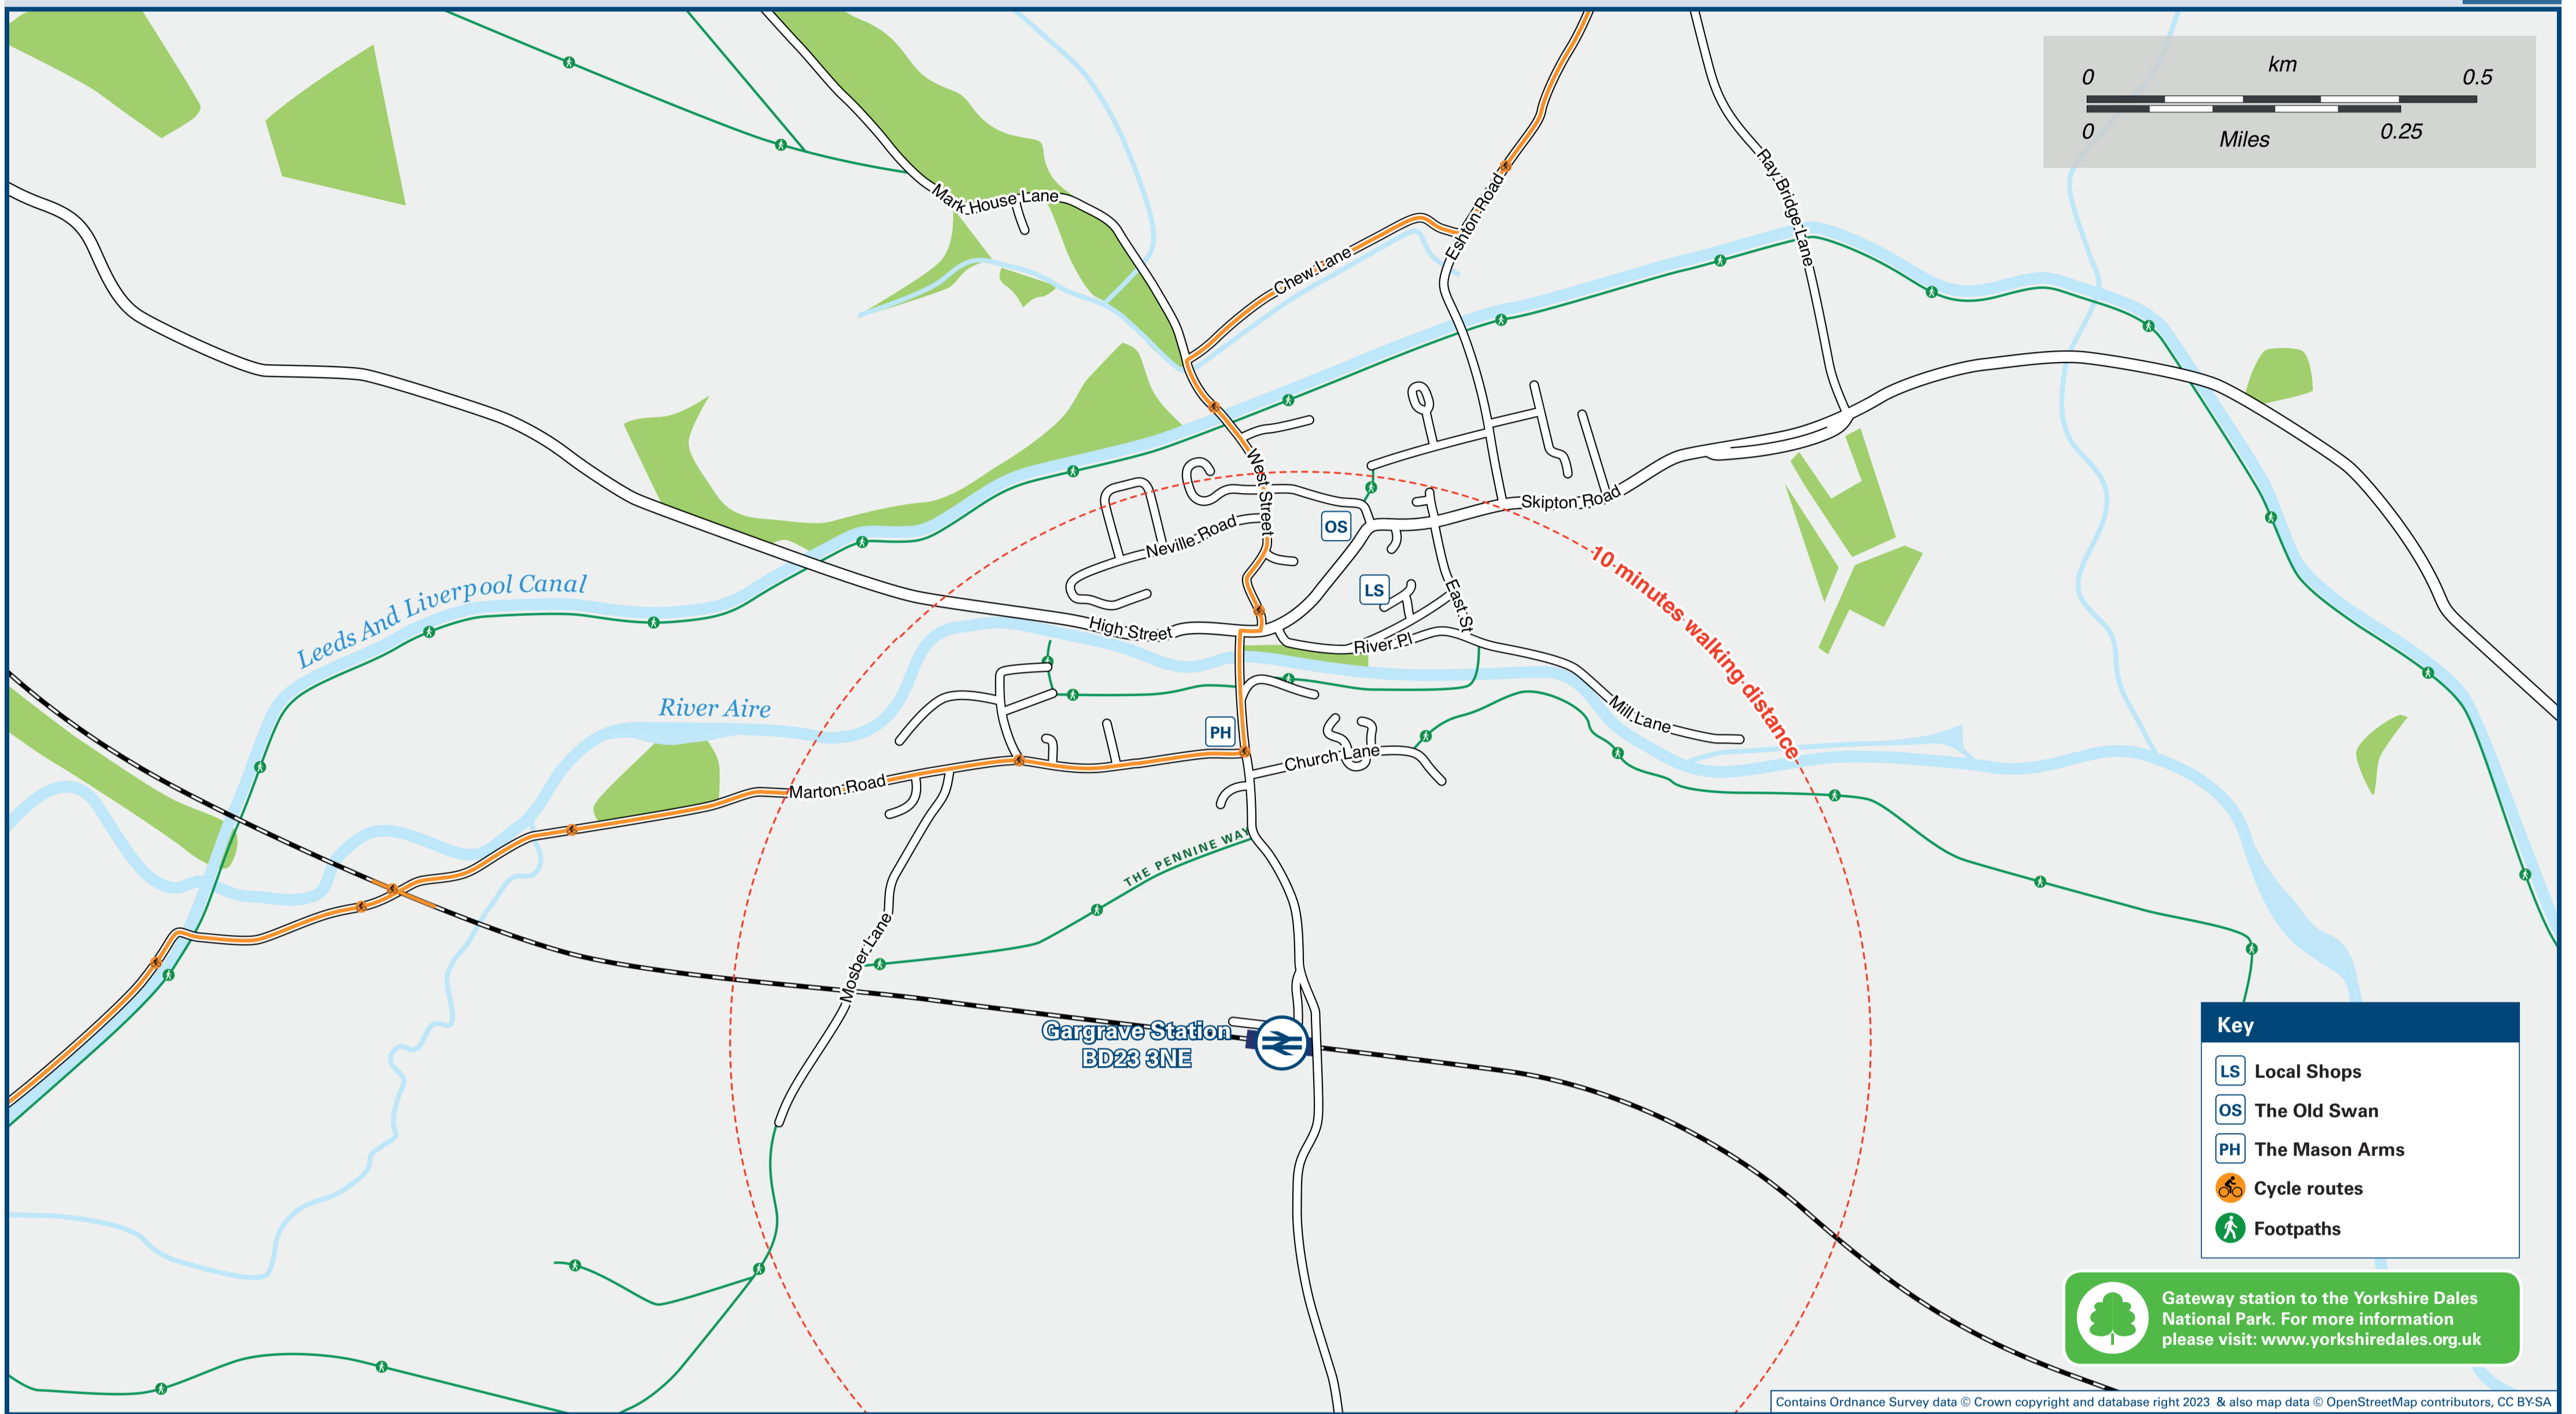 km
0
0.5
0
0.25
Miles
Mark House Lane
Ray Bridge Lane
Eshton Road
Chew Lane
West Street
Skipton Road
OS
Neville Road
10 minutes walking distance
LS
East St
Leeds And Liverpool Canal
High Street
River Pl
River Aire
Mill Lane
PH
Church Lane
Marton Road
THE PENNINE WAY
Mosber Lane
Gargrave Station
BD23 3NE
Key
LS Local Shops
OS The Old Swan
PH The Mason Arms
Cycle routes
Footpaths
Gateway station to the Yorkshire Dales
National Park. For more information
please visit: www.yorkshiredales.org.uk
Contains Ordnance Survey data © Crown copyright and database right 2023 & also map data © OpenStreetMap contributors, CC BY-SA